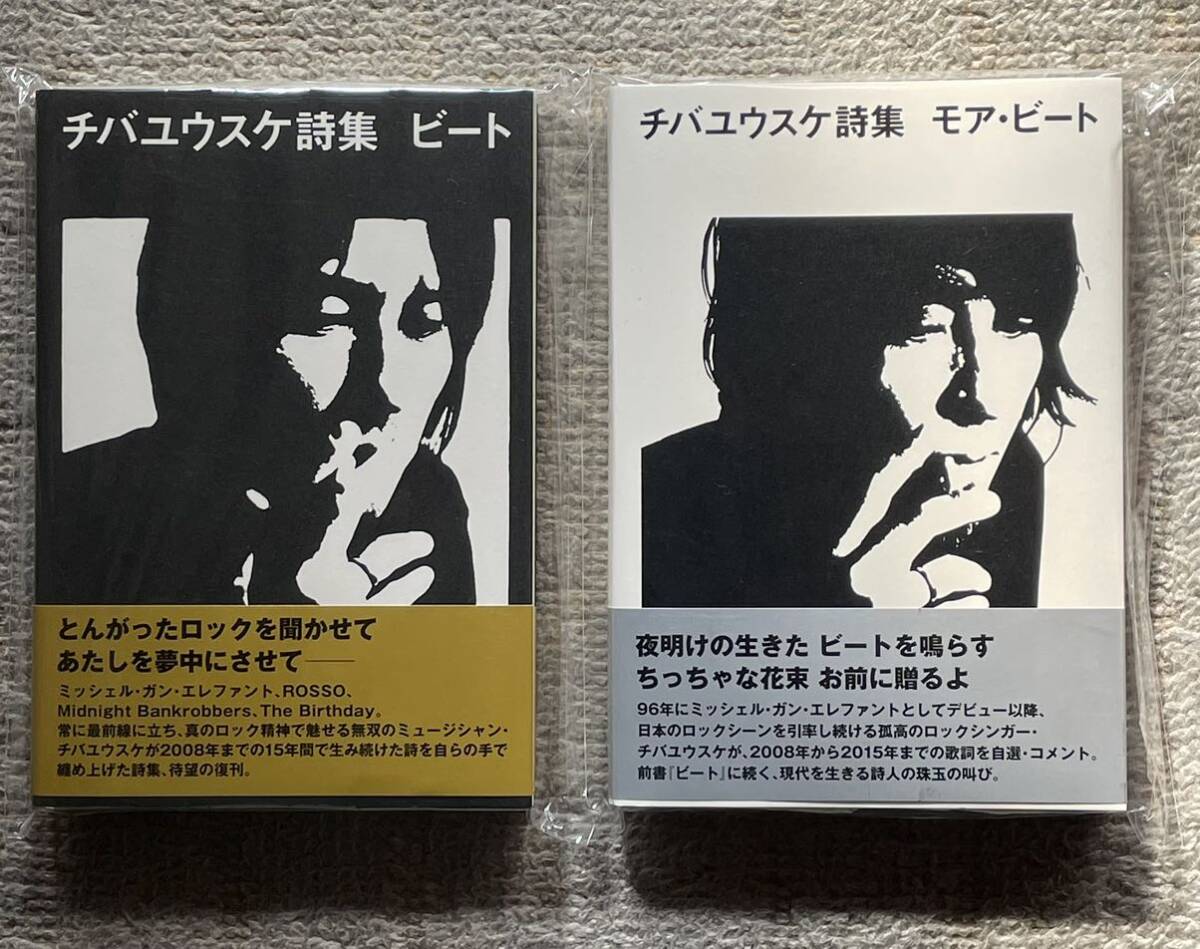 チバユウスケ詩集 ビート
とんがったロックを聞かせて
あたしを夢中にさせて——
ミッシェル・ガン・エレファント、ROSSO、
Midnight Bankrobbers、The Birthday。
常に最前線に立ち、真のロック精神で魅せる無双のミュージシャン・
チバユウスケが2008年までの15年間で生み続けた詩を自らの手で
纏め上げた詩集、待望の復刊。
チバユウスケ詩集 モア・ビート
夜明けの生きた ビートを鳴らす
ちっちゃな花束 お前に贈るよ
96年にミッシェル・ガン・エレファントとしてデビュー以降、
日本のロックシーンを引率し続ける孤高のロックシンガー・
チバユウスケが、2008年から2015年までの歌詞を自選・コメント。
前書『ビート』に続く、現代を生きる詩人の珠玉の叫び。